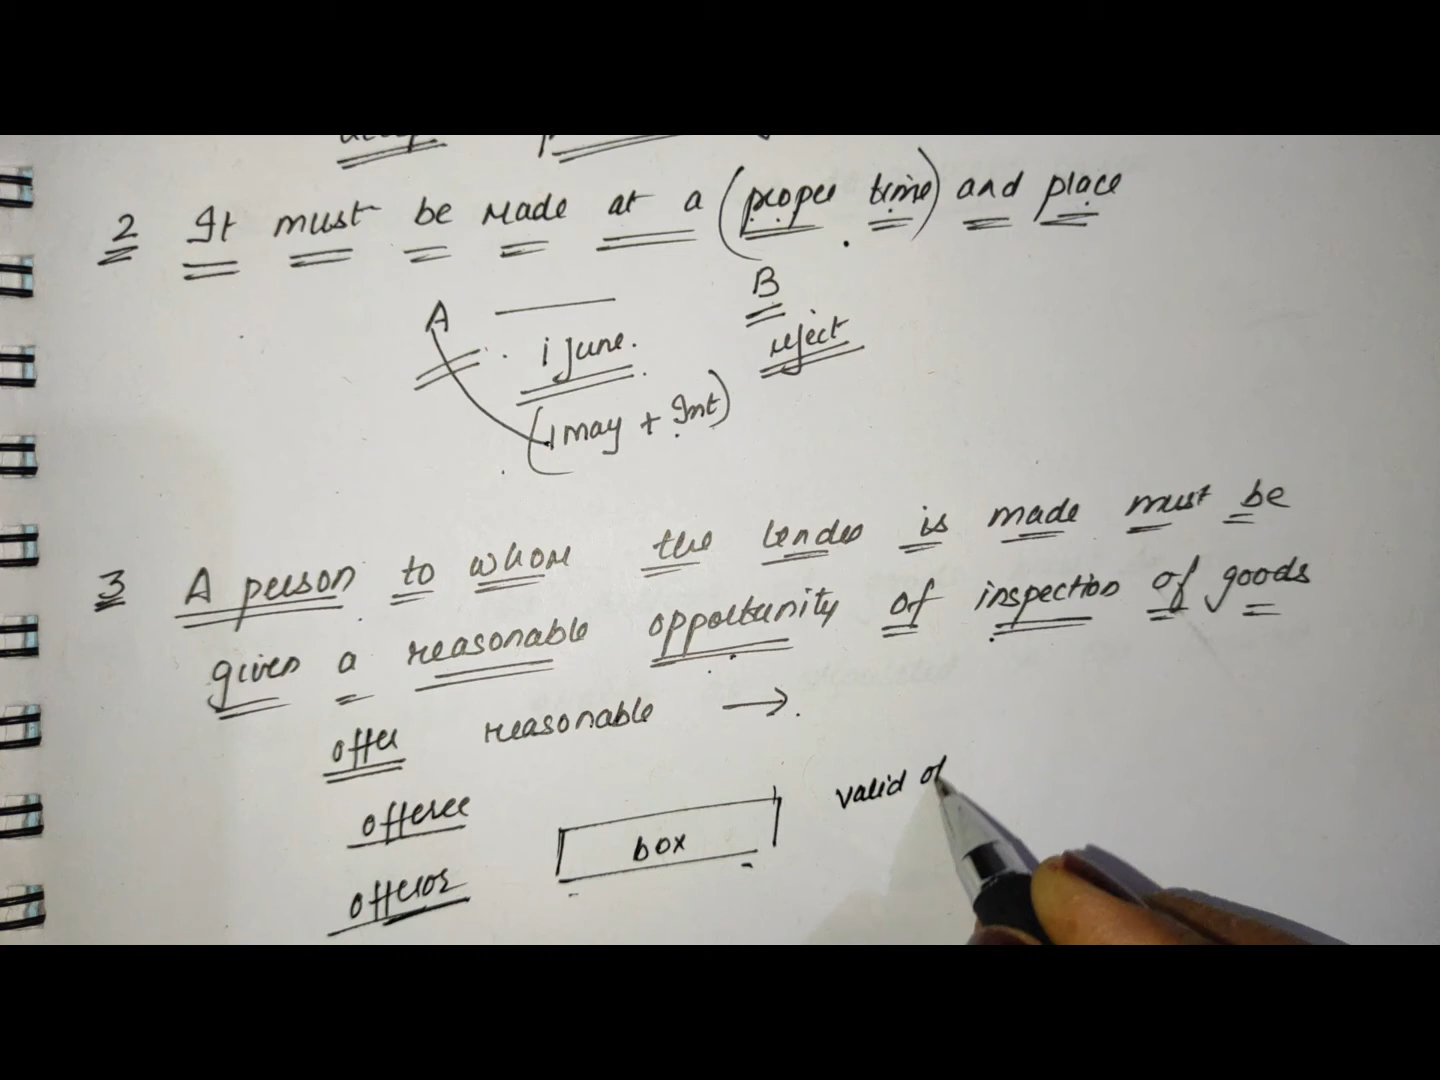 2 It must be made at a (proper time) and place
A B
1 June. reject
(1 may + Int)
3 A person to whom the tender is made must be
given a reasonable opportunity of inspection of goods
offer reasonable →.
offeree box valid of
offeror